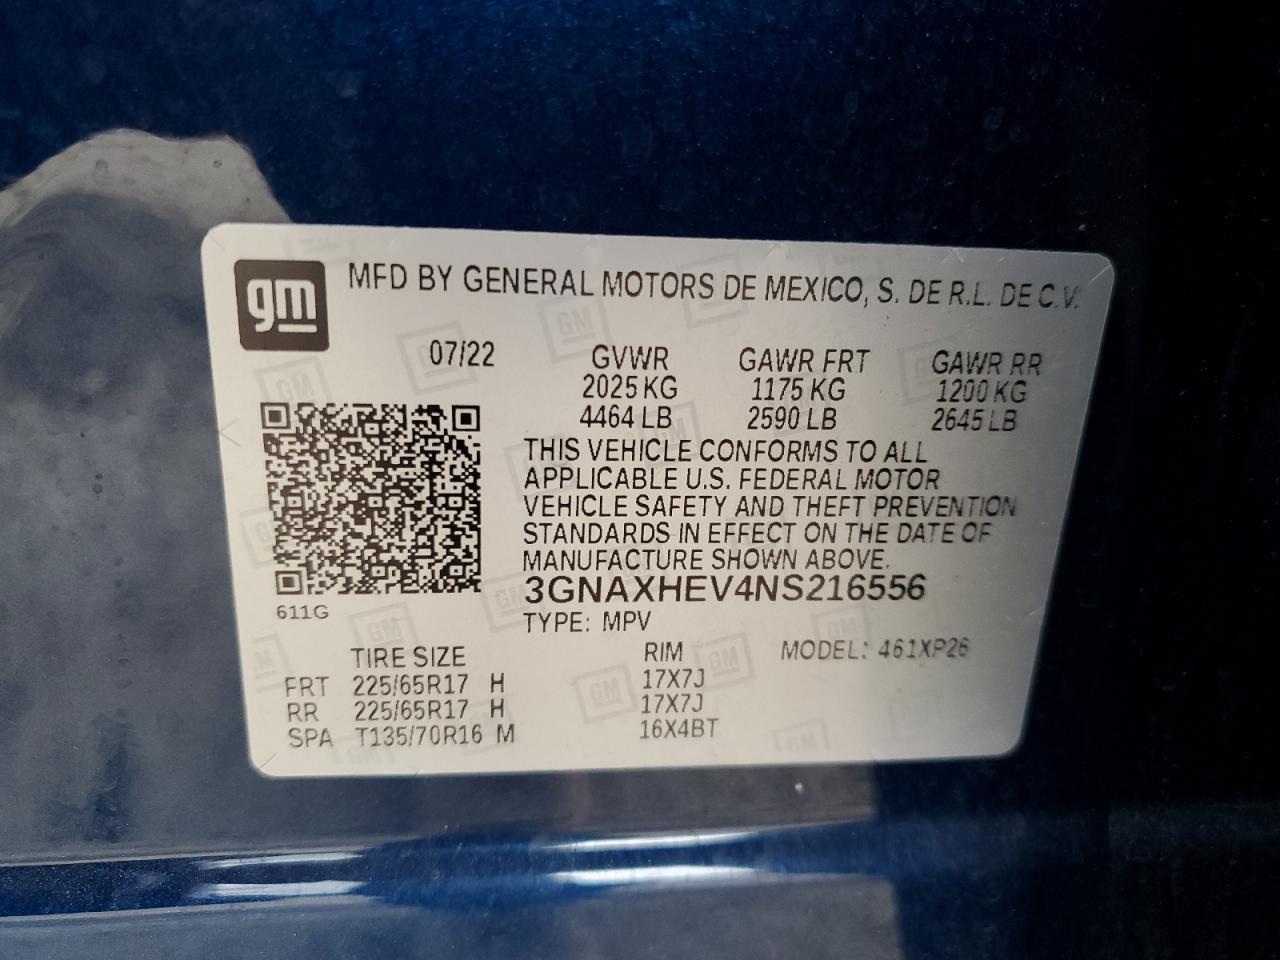 gm
MFD BY GENERAL MOTORS DE MEXICO, S. DE R.L. DE C.V.
07/22 GVWR GAWR FRT GAWR RR
2025 KG 1175 KG 1200 KG
4464 LB 2590 LB 2645 LB
THIS VEHICLE CONFORMS TO ALL
APPLICABLE U.S. FEDERAL MOTOR
VEHICLE SAFETY AND THEFT PREVENTION
STANDARDS IN EFFECT ON THE DATE OF
MANUFACTURE SHOWN ABOVE.
3GNAXHEV4NS216556
611G
TYPE: MPV
TIRE SIZE RIM MODEL: 461XP26
FRT 225/65R17 H 17X7J
RR 225/65R17 H 17X7J
SPA T135/70R16 M 16X4BT